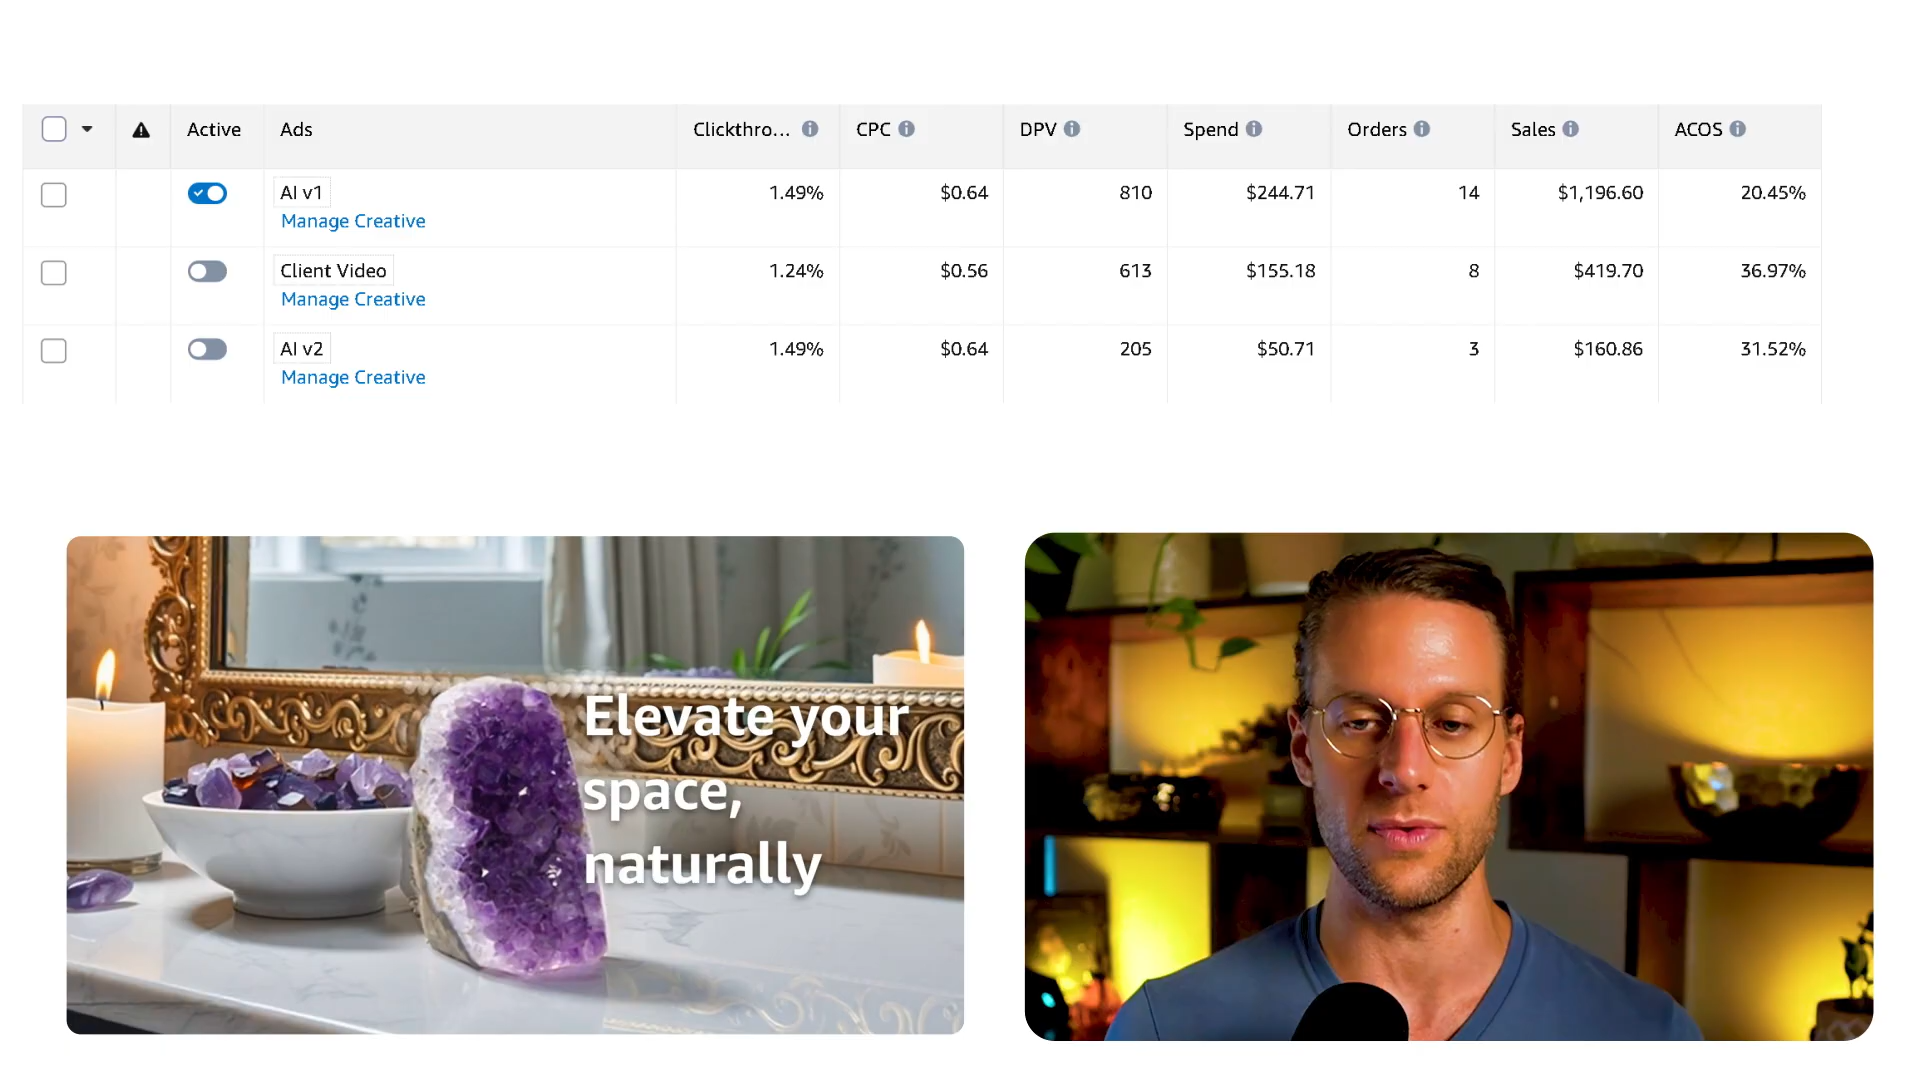 Active Ads Clickthro... CPC DPV Spend Orders Sales ACOS
AI v1 1.49% $0.64 810 $244.71 14 $1,196.60 20.45%
Manage Creative
Client Video 1.24% $0.56 613 $155.18 8 $419.70 36.97%
Manage Creative
AI v2 1.49% $0.64 205 $50.71 3 $160.86 31.52%
Manage Creative
Elevate your
space,
naturally